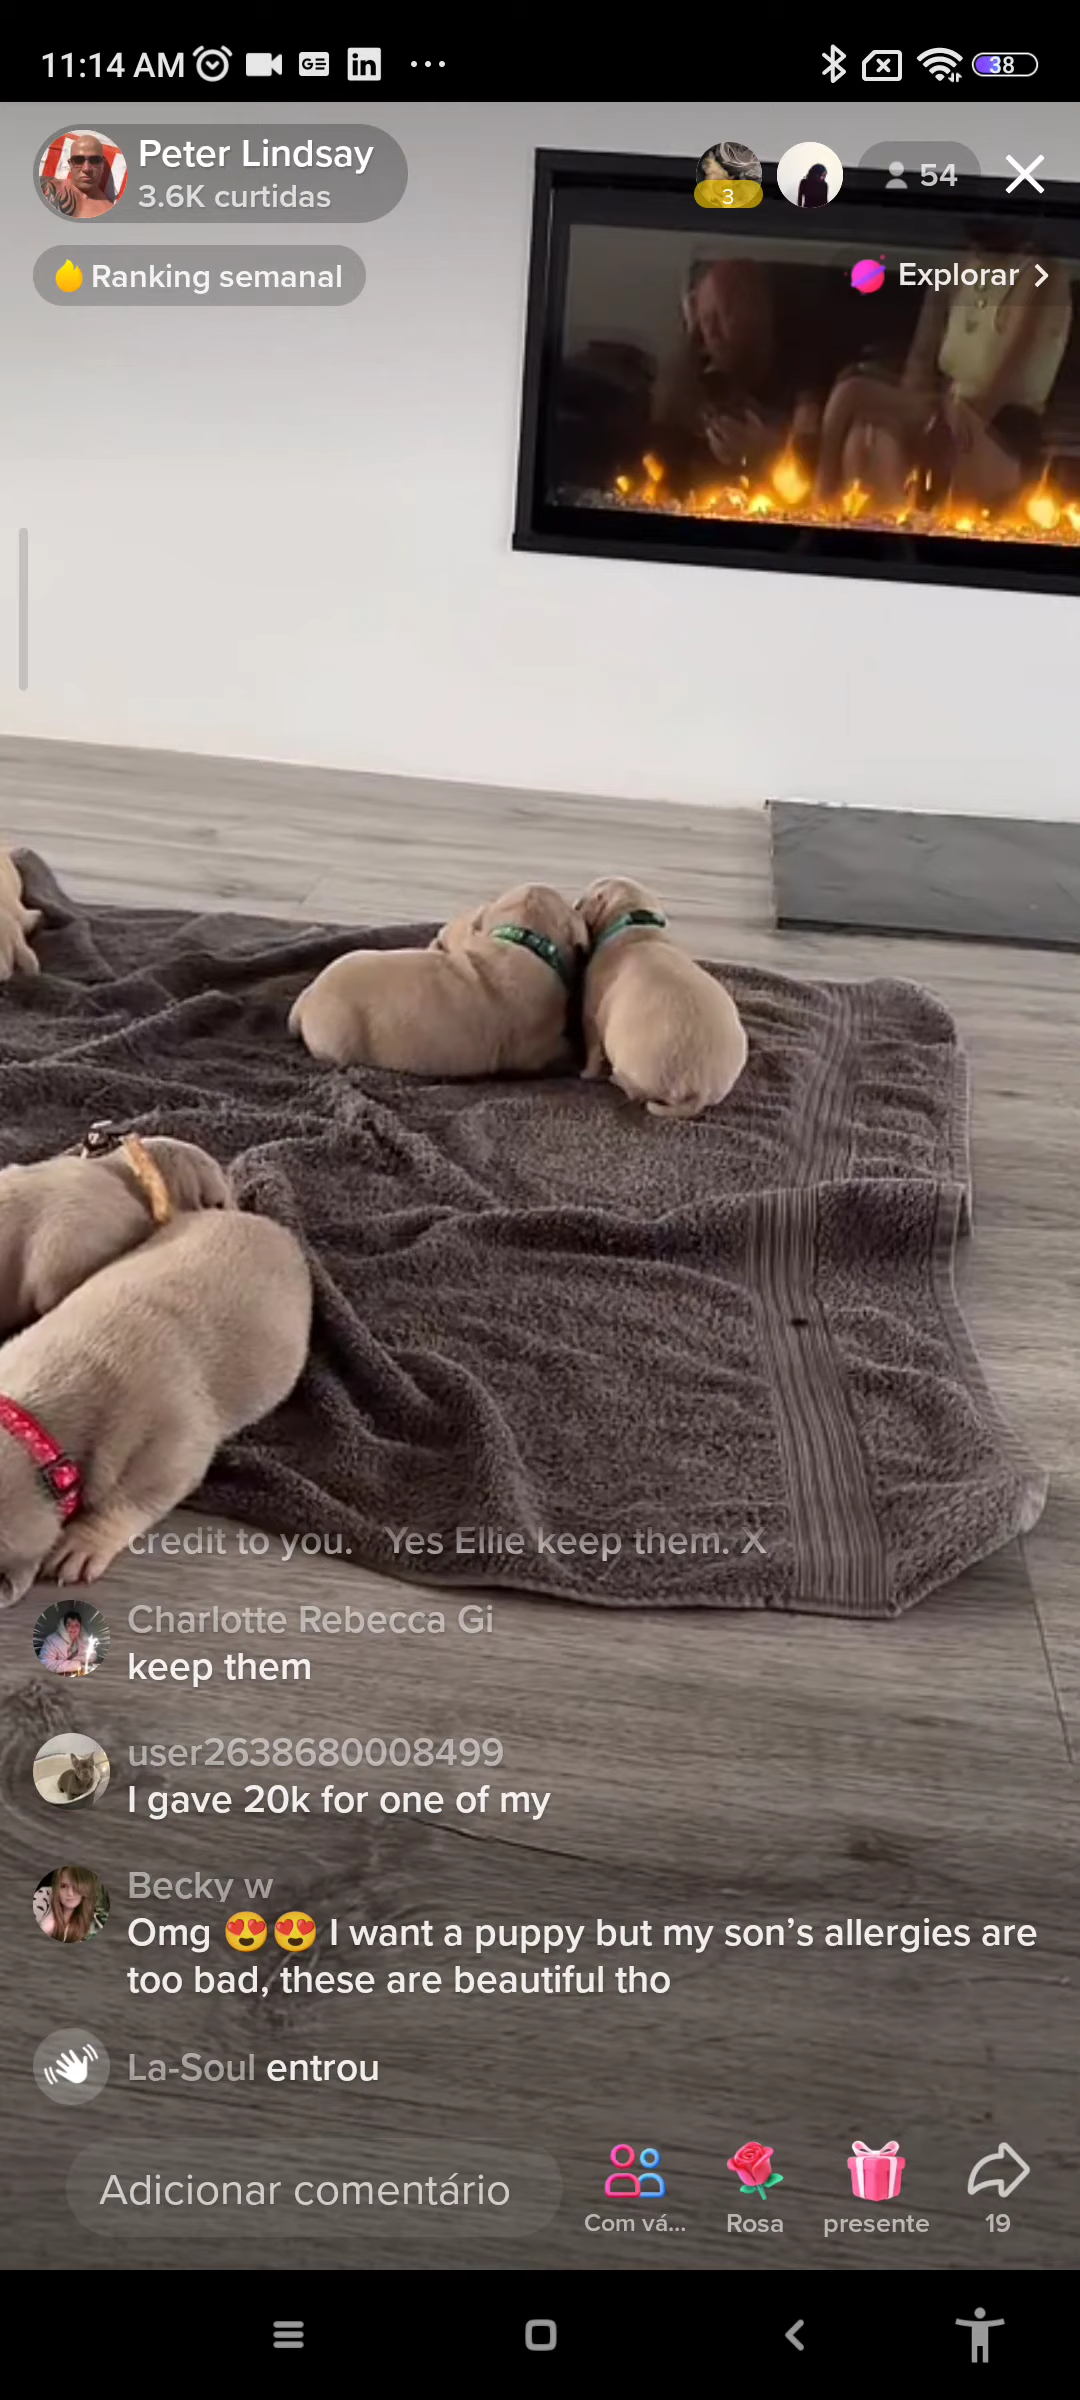 11:14 AM
38
Peter Lindsay
3.6K curtidas
3
54
Ranking semanal
Explorar
credit to you. Yes Ellie keep them. X
Charlotte Rebecca Gi
keep them
user2638680008499
I gave 20k for one of my
Becky w
Omg 😍😍 I want a puppy but my son’s allergies are
too bad, these are beautiful tho
La-Soul entrou
Adicionar comentário
Com vá...
Rosa
presente
19